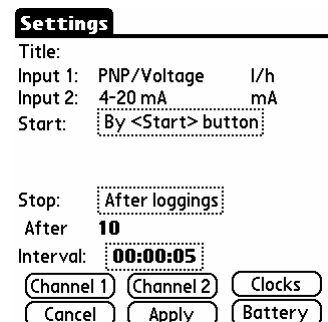 Settings
Title:
Input 1: PNP/Voltage l/h
Input 2: 4-20 mA mA
Start: By <Start> button
Stop: After loggings
After 10
Interval: 00:00:05
Channel 1 Channel 2 Clocks
Cancel Apply Battery